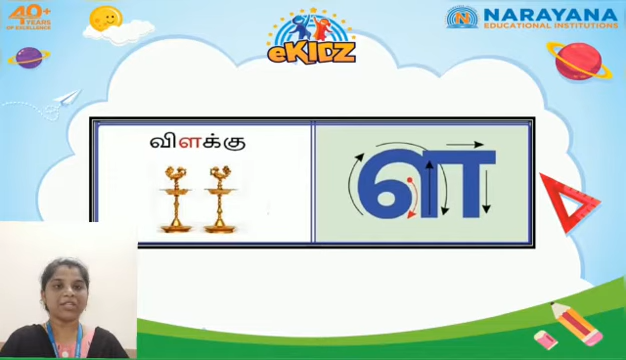 40+
YEARS
OF EXCELLENCE
eKIDZ
NARAYANA
EDUCATIONAL INSTITUTIONS
விளக்கு
ள